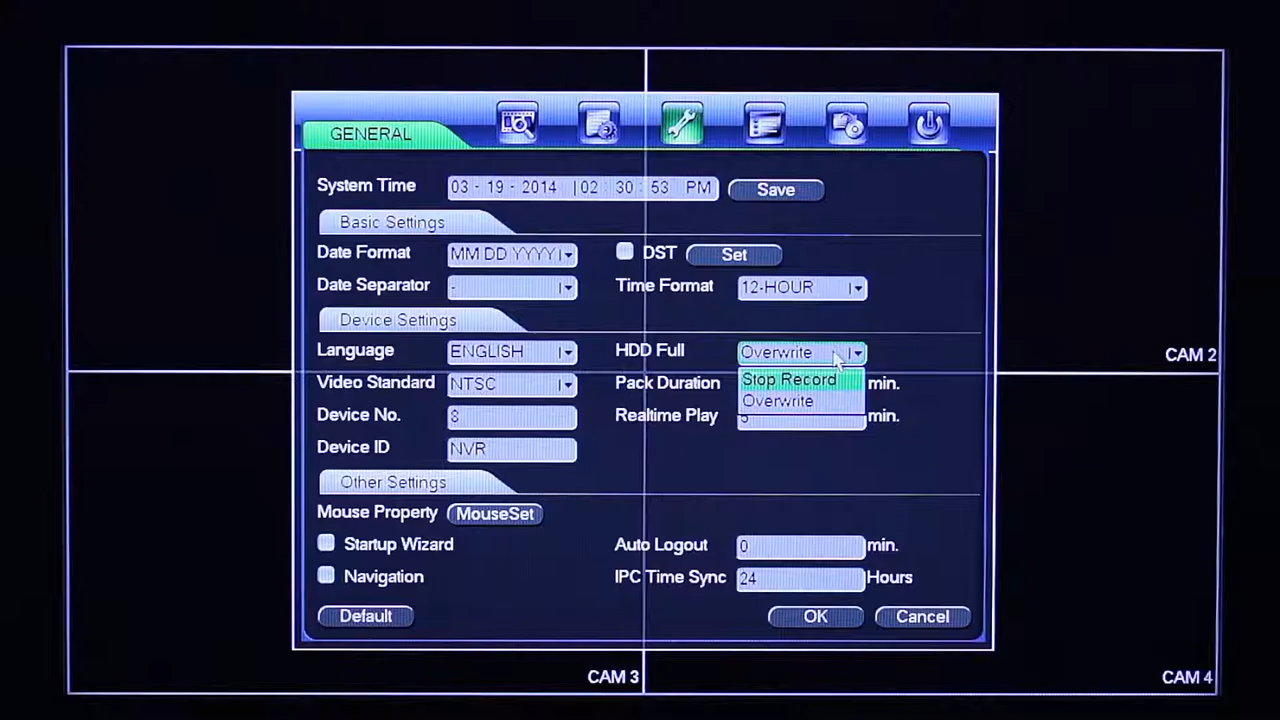 GENERAL
System Time 03 - 19 - 2014 02 : 30 : 53 PM Save
Basic Settings
Date Format MM DD YYYY DST Set
Date Separator - Time Format 12-HOUR
Device Settings
Language ENGLISH HDD Full Overwrite
CAM 2
Stop Record
Video Standard NTSC Pack Duration min.
Overwrite
Device No. 8 Realtime Play 5 min.
Device ID NVR
Other Settings
Mouse Property MouseSet
Startup Wizard Auto Logout 0 min.
Navigation IPC Time Sync 24 Hours
Default OK Cancel
CAM 3 CAM 4